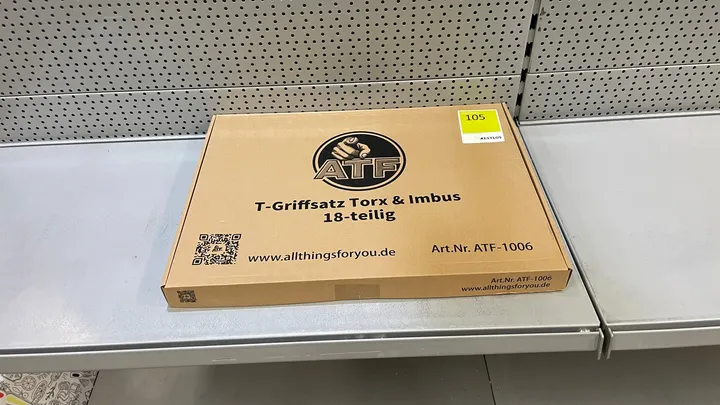 105
ATF
T-Griffsatz Torx & Imbus
18-teilig
www.allthingsforyou.de
Art.Nr. ATF-1006
Art.Nr. ATF-1006
www.allthingsforyou.de